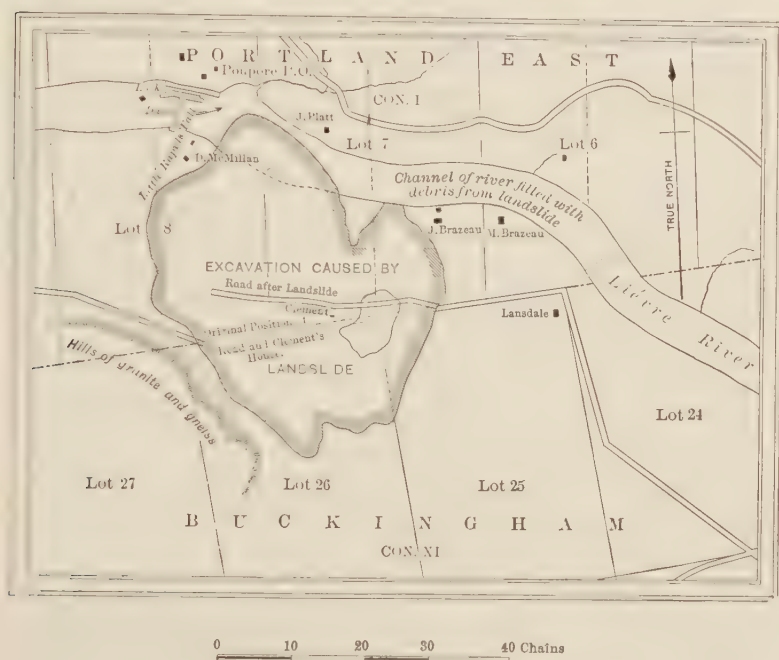 PORTLAND EAST
Poupere P.O.
CON. I
Lock
J. Platt
Lot 7
Lot 6
Little Rapids
D. McMillan
Channel of river filled with
debris from landslide
TRUE NORTH
Lot 8
J. Brazeau
M. Brazeau
EXCAVATION CAUSED BY
Road after Landslide
Clement
Original Position
Road and Clement's
House
LANDSLIDE
Lansdale
Lièvre River
Hills of granite and gneiss
Lot 24
Lot 27
Lot 26
Lot 25
BUCKINGHAM
CON. XI
0 10 20 30 40 Chains